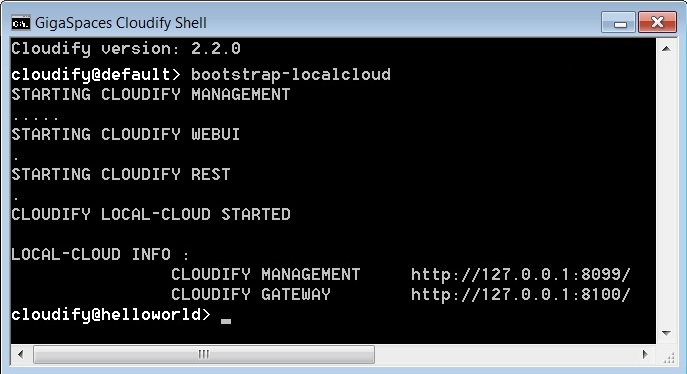 GigaSpaces Cloudify Shell
Cloudify version: 2.2.0
cloudify@default> bootstrap-localcloud
STARTING CLOUDIFY MANAGEMENT
.....
STARTING CLOUDIFY WEBUI
.
STARTING CLOUDIFY REST
.
CLOUDIFY LOCAL-CLOUD STARTED
LOCAL-CLOUD INFO :
CLOUDIFY MANAGEMENT http://127.0.0.1:8099/
CLOUDIFY GATEWAY http://127.0.0.1:8100/
cloudify@helloworld> _